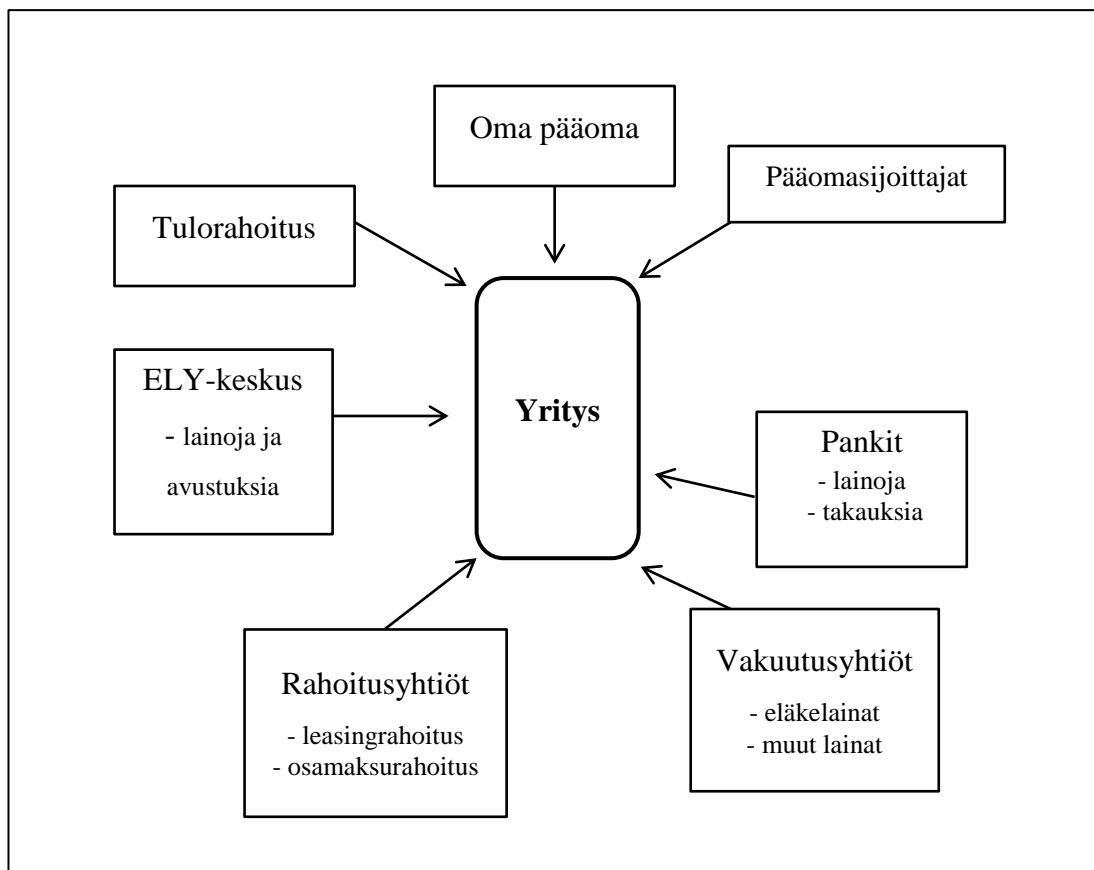 Oma pääoma
Pääomasijoittajat
Tulorahoitus
ELY-keskus
- lainoja ja
avustuksia
Yritys
Pankit
- lainoja
- takauksia
Rahoitusyhtiöt
- leasingrahoitus
- osamaksurahoitus
Vakuutusyhtiöt
- eläkelainat
- muut lainat